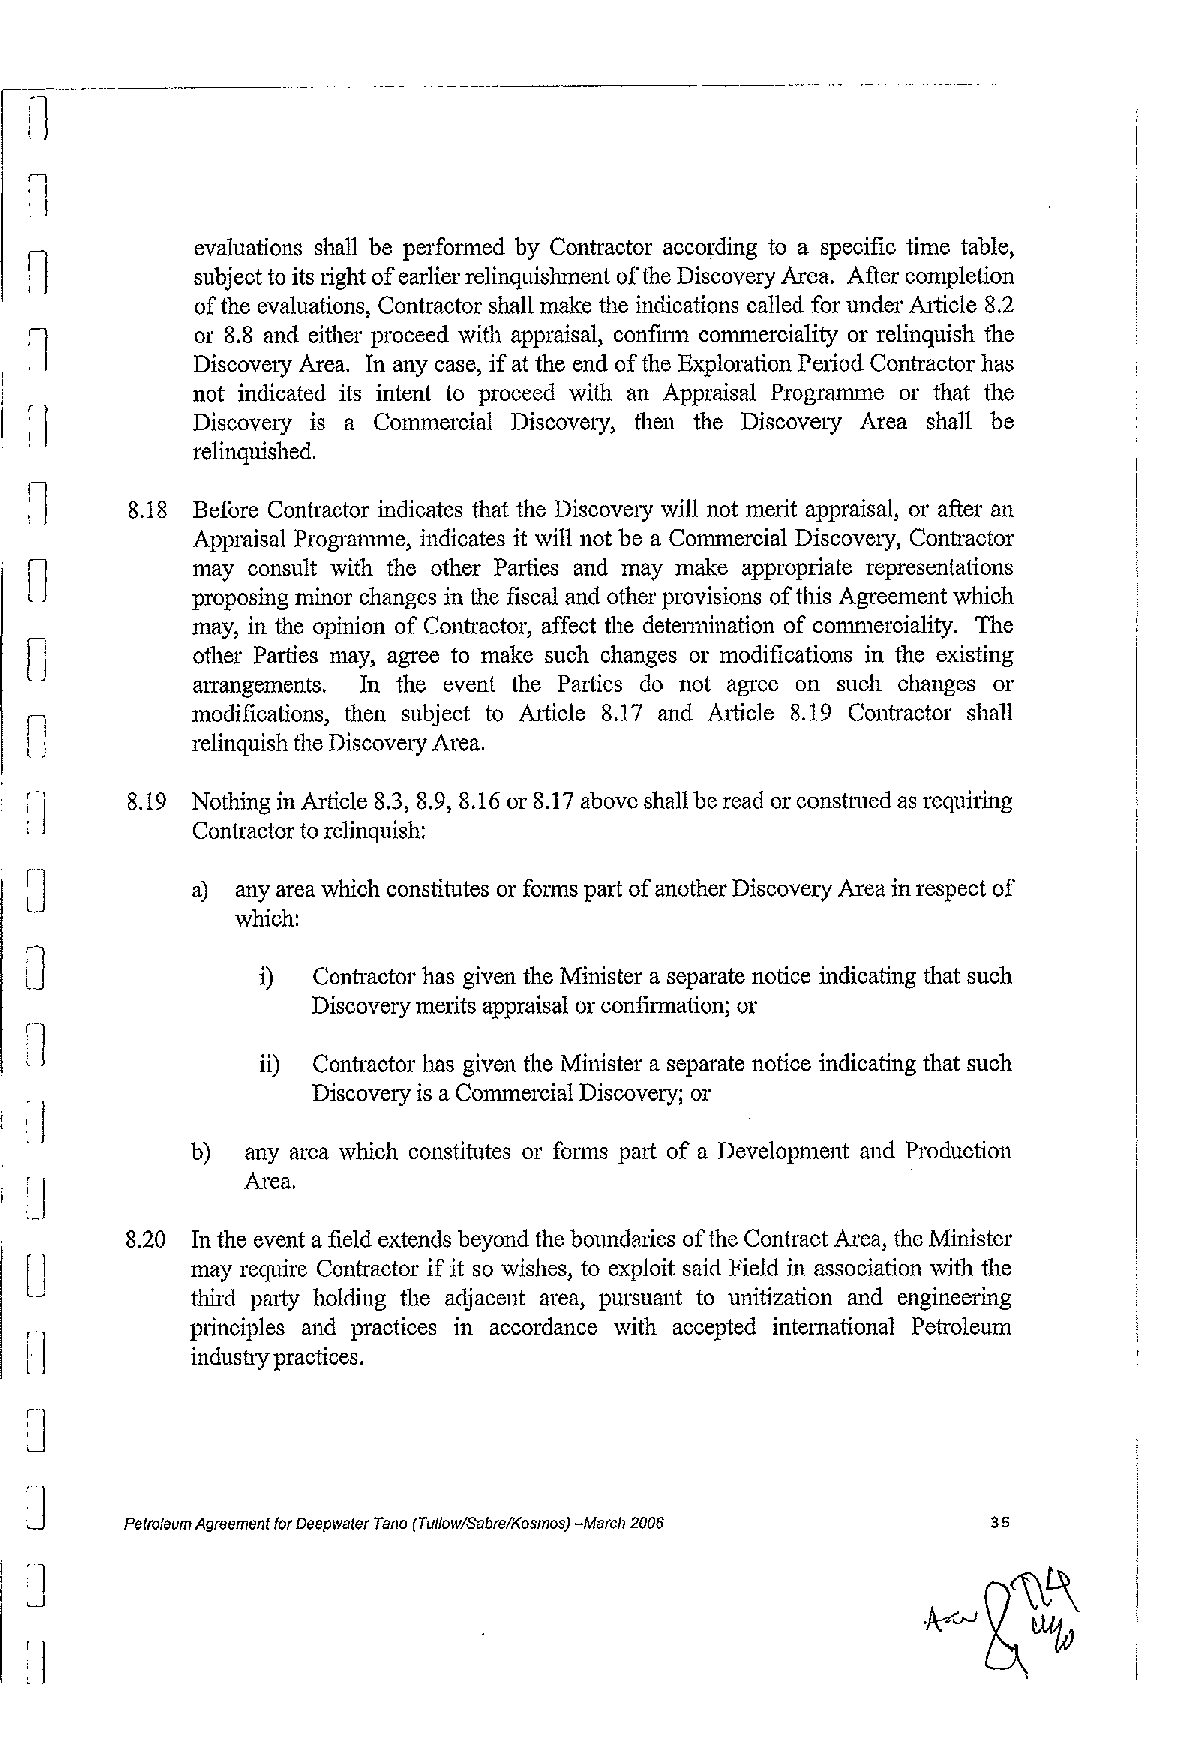 evaluations shall be performed by Contractor according to a specific time table,
subject to its right of earlier relinquishment of the Discovery Area. After completion
of the evaluations, Contractor shall make the indications called for under Article 8.2
or 8.8 and either proceed with appraisal, confirm commerciality or relinquish the
Discovery Area. In any case, if at the end of the Exploration Period Contractor has
not indicated its intent to proceed with an Appraisal Programme or that the
Discovery is a Commercial Discovery, then the Discovery Area shall be
relinquished.
8.18 Before Contractor indicates that the Discovery will not merit appraisal, or after an
Appraisal Programme, indicates it will not be a Commercial Discovery, Contractor
may consult with the other Parties and may make appropriate representations
proposing minor changes in the fiscal and other provisions of this Agreement which
may, in the opinion of Contractor, affect the determination of commerciality. The
other Parties may, agree to make such changes or modifications in the existing
arrangements. In the event the Parties do not agree on such changes or
modifications, then subject to Article 8.17 and Article 8.19 Contractor shall
relinquish the Discovery Area.
8.19 Nothing in Article 8.3, 8.9, 8.16 or 8.17 above shall be read or construed as requiring
Contractor to relinquish:
a) any area which constitutes or forms part of another Discovery Area in respect of
which:
i) Contractor has given the Minister a separate notice indicating that such
Discovery merits appraisal or confirmation; or
ii) Contractor has given the Minister a separate notice indicating that such
Discovery is a Commercial Discovery; or
b) any area which constitutes or forms part of a Development and Production
Area.
8.20 In the event a field extends beyond the boundaries of the Contract Area, the Minister
may require Contractor if it so wishes, to exploit said Field in association with the
third party holding the adjacent area, pursuant to unitization and engineering
principles and practices in accordance with accepted international Petroleum
industry practices.
Petroleum Agreement for Deepwater Tano (Tullow/Sabre/Kosmos) –March 2006 35